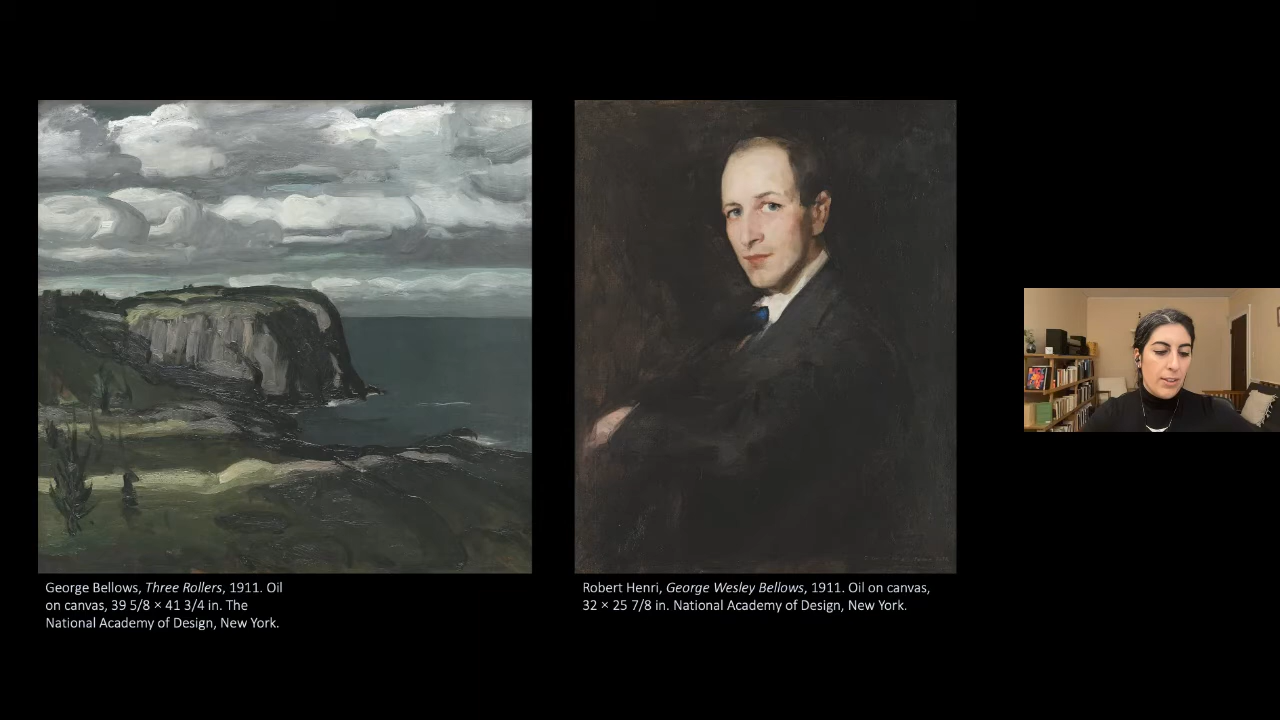 George Bellows, Three Rollers, 1911. Oil
on canvas, 39 5/8 × 41 3/4 in. The
National Academy of Design, New York.
Robert Henri, George Wesley Bellows, 1911. Oil on canvas,
32 × 25 7/8 in. National Academy of Design, New York.